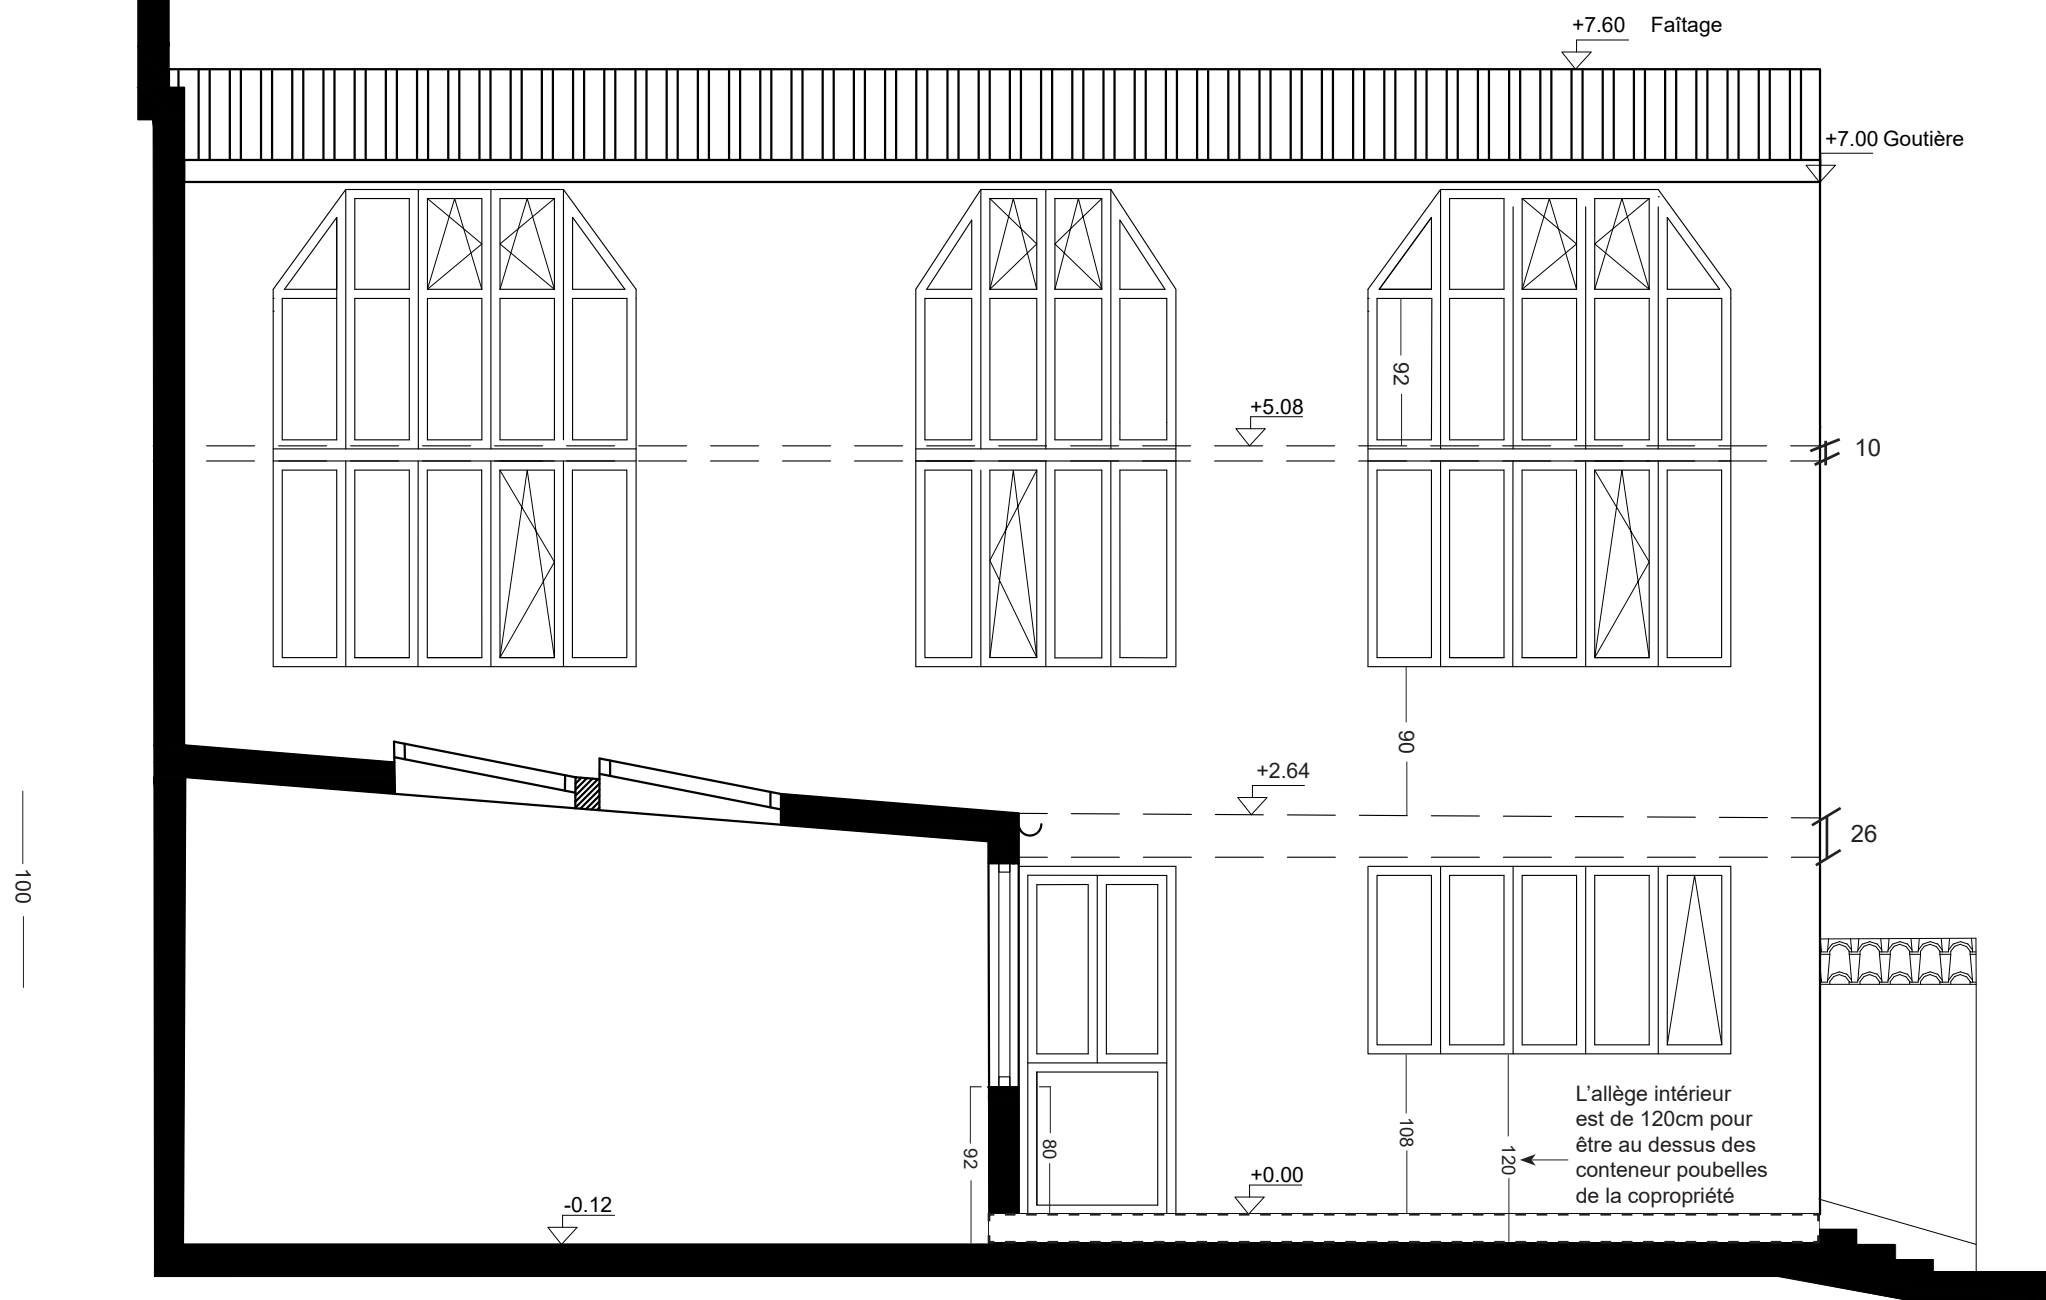 +7.60 Faîtage
+7.00 Goutière
92
+5.08
10
90
+2.64
26
100
L’allège intérieur
est de 120cm pour
être au dessus des
conteneur poubelles
de la copropriété
108
120
92
80
+0.00
-0.12